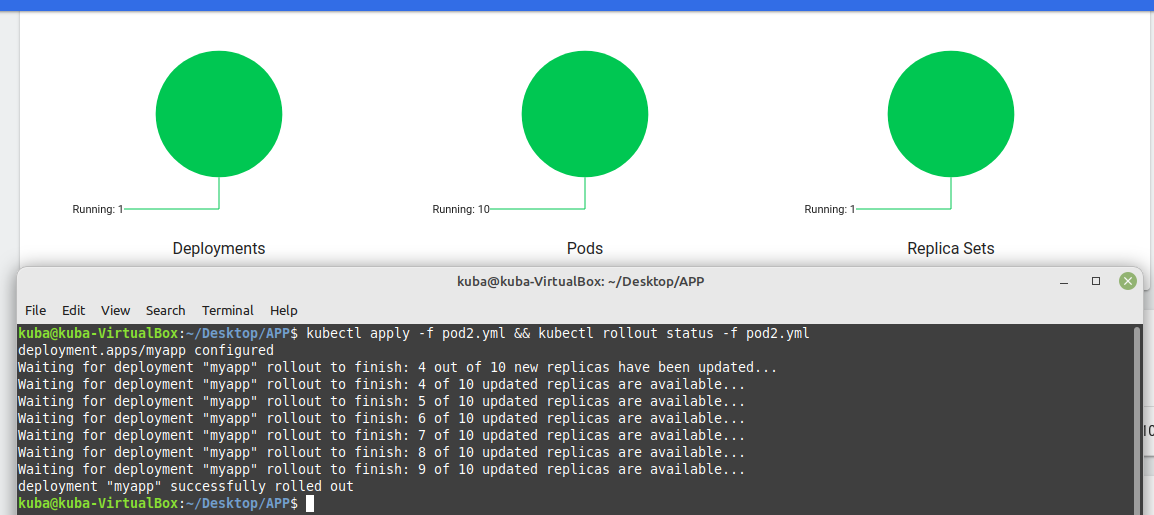 Running: 1
Running: 10
Running: 1
Deployments
Pods
Replica Sets
kuba@kuba-VirtualBox: ~/Desktop/APP
File Edit View Search Terminal Help
kuba@kuba-VirtualBox:~/Desktop/APP$ kubectl apply -f pod2.yml && kubectl rollout status -f pod2.yml
deployment.apps/myapp configured
Waiting for deployment "myapp" rollout to finish: 4 out of 10 new replicas have been updated...
Waiting for deployment "myapp" rollout to finish: 4 of 10 updated replicas are available...
Waiting for deployment "myapp" rollout to finish: 5 of 10 updated replicas are available...
Waiting for deployment "myapp" rollout to finish: 6 of 10 updated replicas are available...
Waiting for deployment "myapp" rollout to finish: 7 of 10 updated replicas are available...
Waiting for deployment "myapp" rollout to finish: 8 of 10 updated replicas are available...
Waiting for deployment "myapp" rollout to finish: 9 of 10 updated replicas are available...
deployment "myapp" successfully rolled out
kuba@kuba-VirtualBox:~/Desktop/APP$